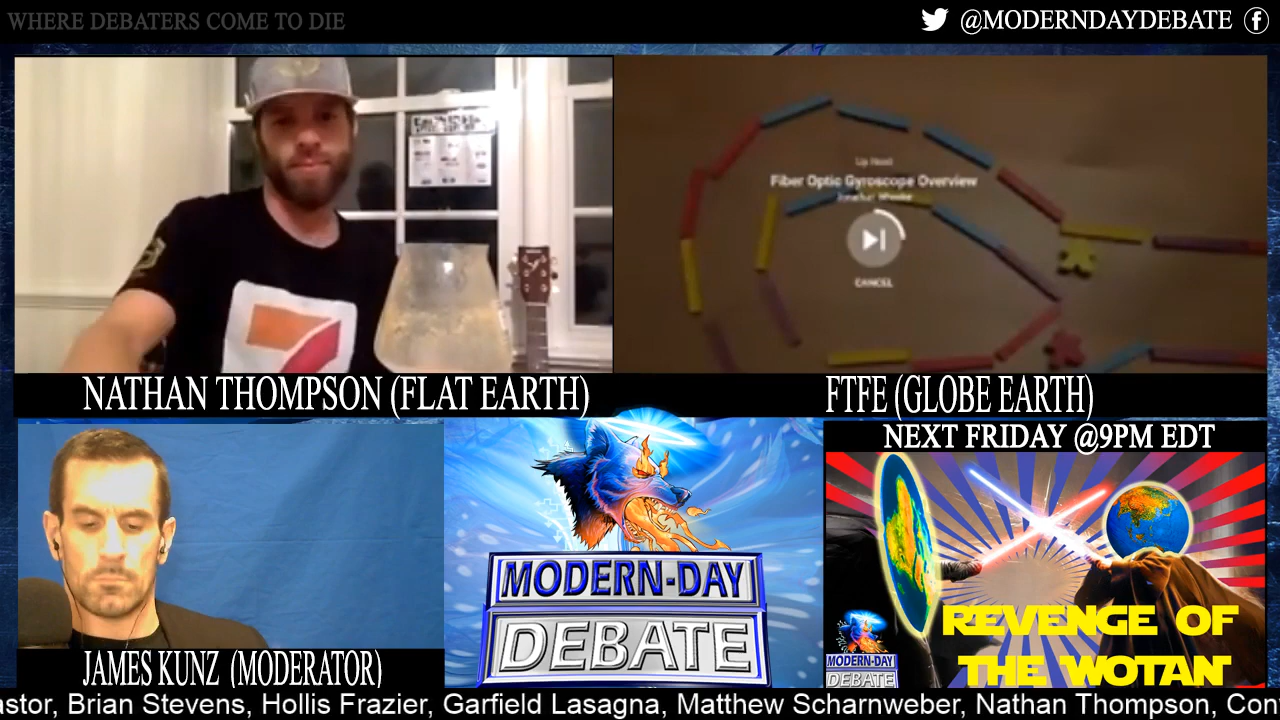 WHERE DEBATERS COME TO DIE
@MODERNDAYDEBATE
Up Next
Fiber Optic Gyroscope Overview
CANCEL
7
NATHAN THOMPSON (FLAT EARTH)
FTFE (GLOBE EARTH)
NEXT FRIDAY @9PM EDT
MODERN-DAY
DEBATE
REVENGE OF
THE WOTAN
MODERN-DAY
DEBATE
JAMES KUNZ (MODERATOR)
astor, Brian Stevens, Hollis Frazier, Garfield Lasagna, Matthew Scharnweber, Nathan Thompson, Con